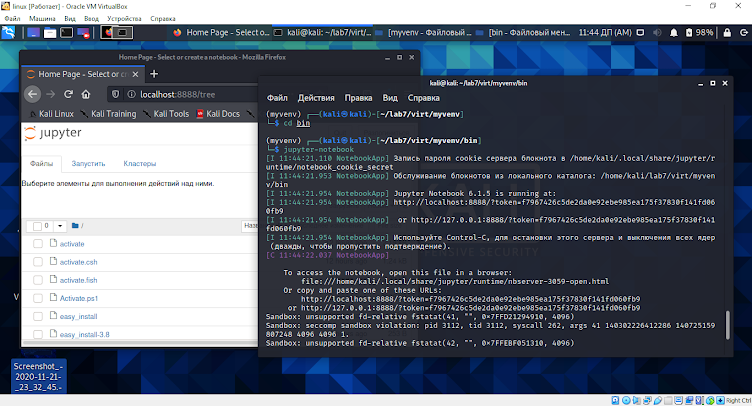 linux [Работает] - Oracle VM VirtualBox
Файл Машина Вид Ввод Устройства Справка
Home Page - Select o... kali@kali: ~/lab7/virt/... [myvenv - Файловый ... [bin - Файловый мен... 11:44 ДП (AM) 98%
Home Page - Select or create a notebook - Mozilla Firefox
Home Page - Select or cr
localhost:8888/tree
Kali Linux Kali Training Kali Tools Kali Docs
jupyter
Файлы Запустить Кластеры
Выберите элементы для выполнения действий над ними.
0 /
activate
activate.csh
activate.fish
Activate.ps1
easy_install
easy_install-3.8
kali@kali: ~/lab7/virt/myvenv/bin
Файл Действия Правка Вид Справка
(myvenv) ┌──(kali㉿kali)-[~/lab7/virt/myvenv]
└─$ cd bin
(myvenv) ┌──(kali㉿kali)-[~/lab7/virt/myvenv/bin]
└─$ jupyter-notebook
[I 11:44:21.110 NotebookApp] Запись пароля cookie сервера блокнота в /home/kali/.local/share/jupyter/r
untime/notebook_cookie_secret
[I 11:44:21.953 NotebookApp] Обслуживание блокнотов из локального каталога: /home/kali/lab7/virt/myve
nv/bin
[I 11:44:21.954 NotebookApp] Jupyter Notebook 6.1.5 is running at:
[I 11:44:21.954 NotebookApp] http://localhost:8888/?token=f7967426c5de2da0e92ebe985ea175f37830f141fd06
0fb9
[I 11:44:21.954 NotebookApp] or http://127.0.0.1:8888/?token=f7967426c5de2da0e92ebe985ea175f37830f141
fd060fb9
[I 11:44:21.954 NotebookApp] Используйте Control-C, для остановки этого сервера и выключения всех ядер
(дважды, чтобы пропустить подтверждение).
[C 11:44:22.037 NotebookApp]
To access the notebook, open this file in a browser:
file:///home/kali/.local/share/jupyter/runtime/nbserver-3059-open.html
Or copy and paste one of these URLs:
http://localhost:8888/?token=f7967426c5de2da0e92ebe985ea175f37830f141fd060fb9
or http://127.0.0.1:8888/?token=f7967426c5de2da0e92ebe985ea175f37830f141fd060fb9
Sandbox: unsupported fd-relative fstatat(41, "", 0×7FFD21294910, 4096)
Sandbox: seccomp sandbox violation: pid 3112, tid 3112, syscall 262, args 41 140302226412286 140725159
807248 4096 4096 1.
Sandbox: unsupported fd-relative fstatat(42, "", 0×7FFEBF051310, 4096)
Screenshot_-
2020-11-21-
_23_32_45.-
Right Ctrl